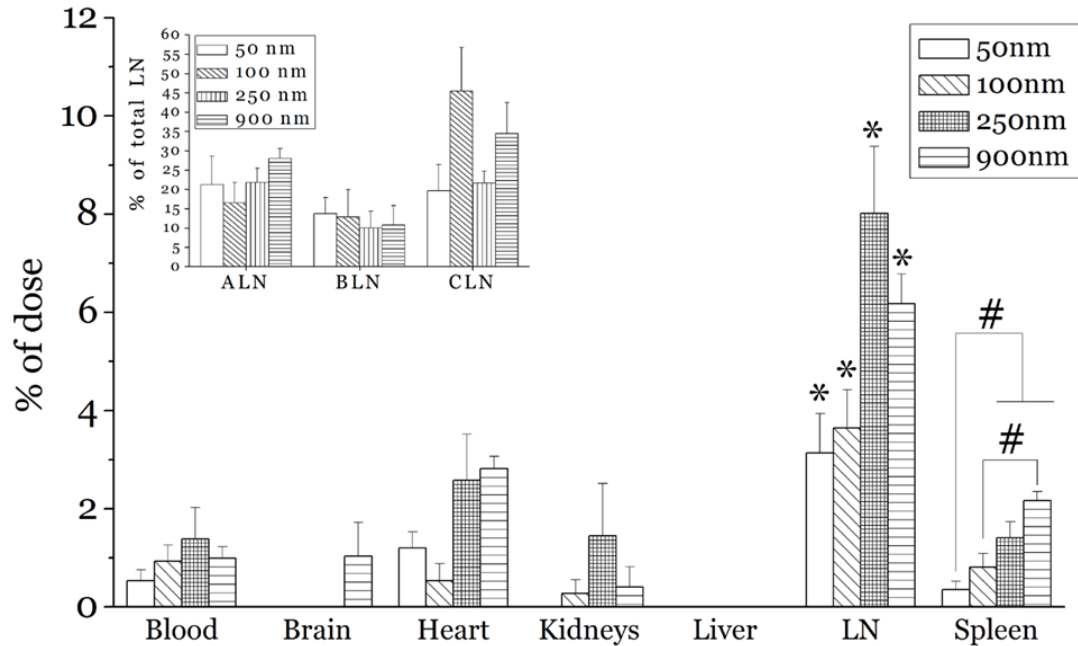 12
10
8
6
4
2
0
% of dose
Blood
Brain
Heart
Kidneys
Liver
LN
Spleen
50nm
100nm
250nm
900nm
60
55
50
45
40
35
30
25
20
15
10
5
0
% of total LN
50 nm
100 nm
250 nm
900 nm
ALN
BLN
CLN
*
*
*
*
#
#